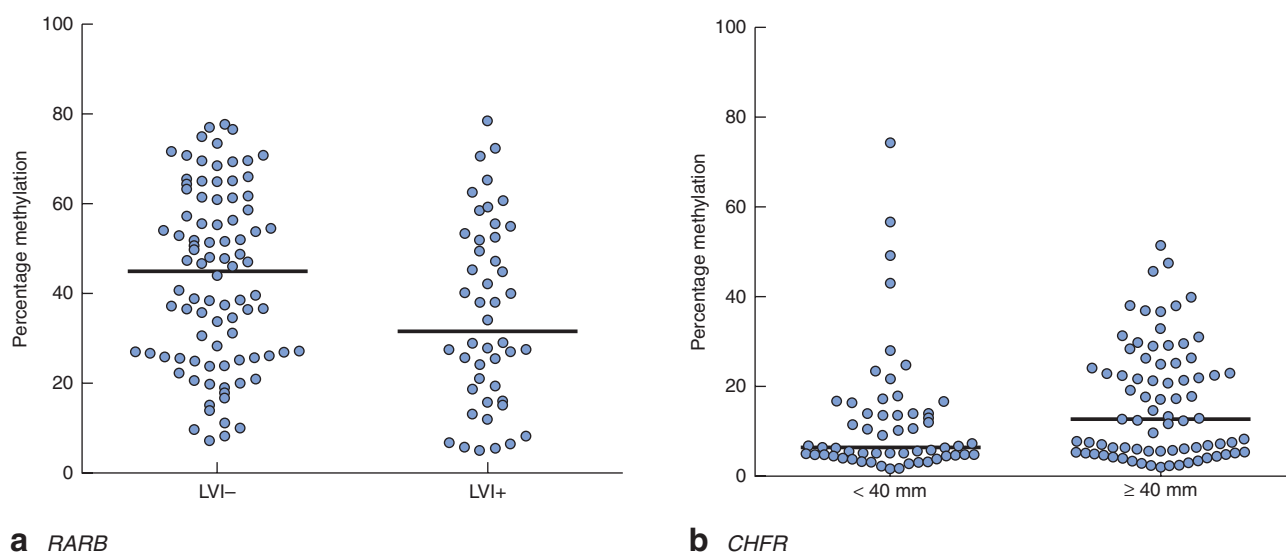 100
80
60
40
20
0
Percentage methylation
LVI–
LVI+
a RARB
100
80
60
40
20
0
Percentage methylation
< 40 mm
≥ 40 mm
b CHFR